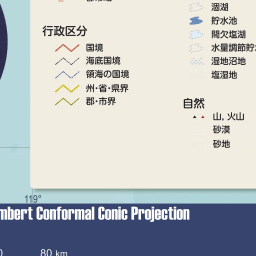 涸湖
貯水池
間欠塩湖
水量調節貯
湿地沼地
塩湿地
行政区分
国境
海底国境
領海の国境
州・省・県界
郡・市界
自然
山, 火山
砂漠
砂地
119°
mbert Conformal Conic Projection
0 80 km